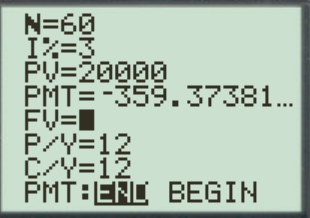 N=60
I%=3
PV=20000
PMT=-359.37381…
FV=
P/Y=12
C/Y=12
PMT:END BEGIN